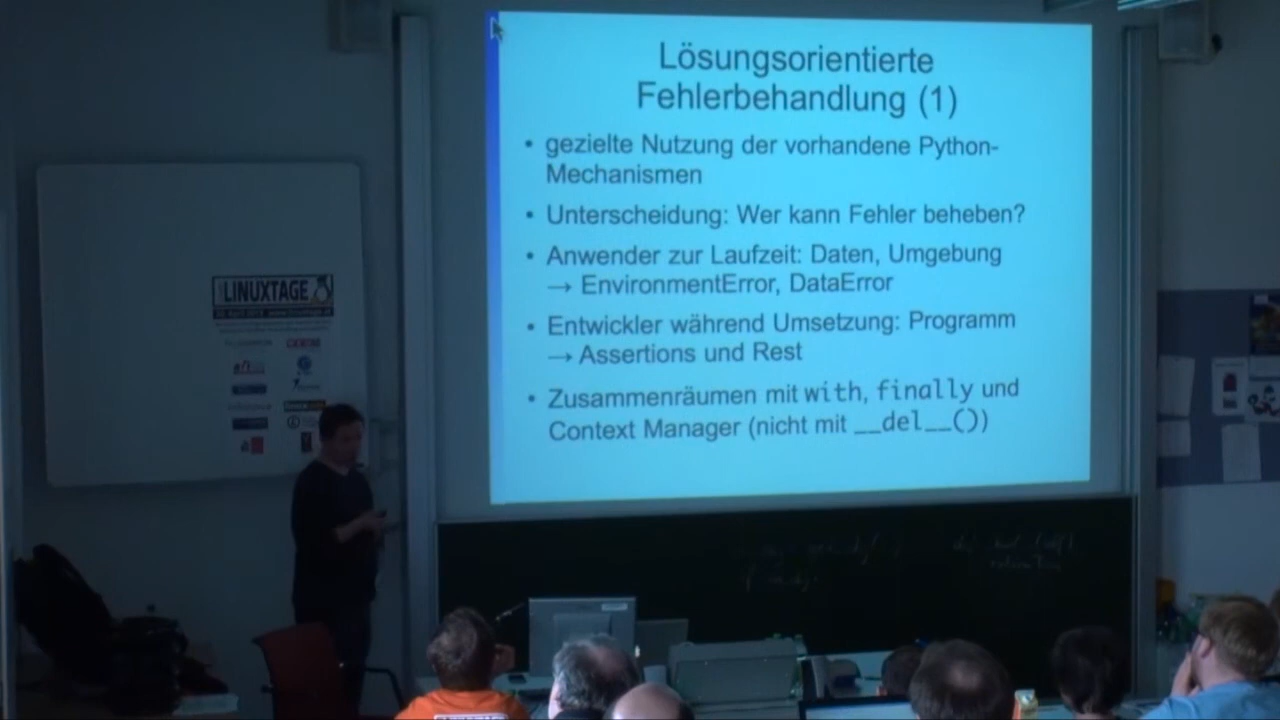 Lösungsorientierte
Fehlerbehandlung (1)
• gezielte Nutzung der vorhandene Python-
Mechanismen
• Unterscheidung: Wer kann Fehler beheben?
• Anwender zur Laufzeit: Daten, Umgebung
→ EnvironmentError, DataError
• Entwickler während Umsetzung: Programm
→ Assertions und Rest
• Zusammenräumen mit with, finally und
Context Manager (nicht mit __del__())
LINUXTAGE
LINUXTAGE